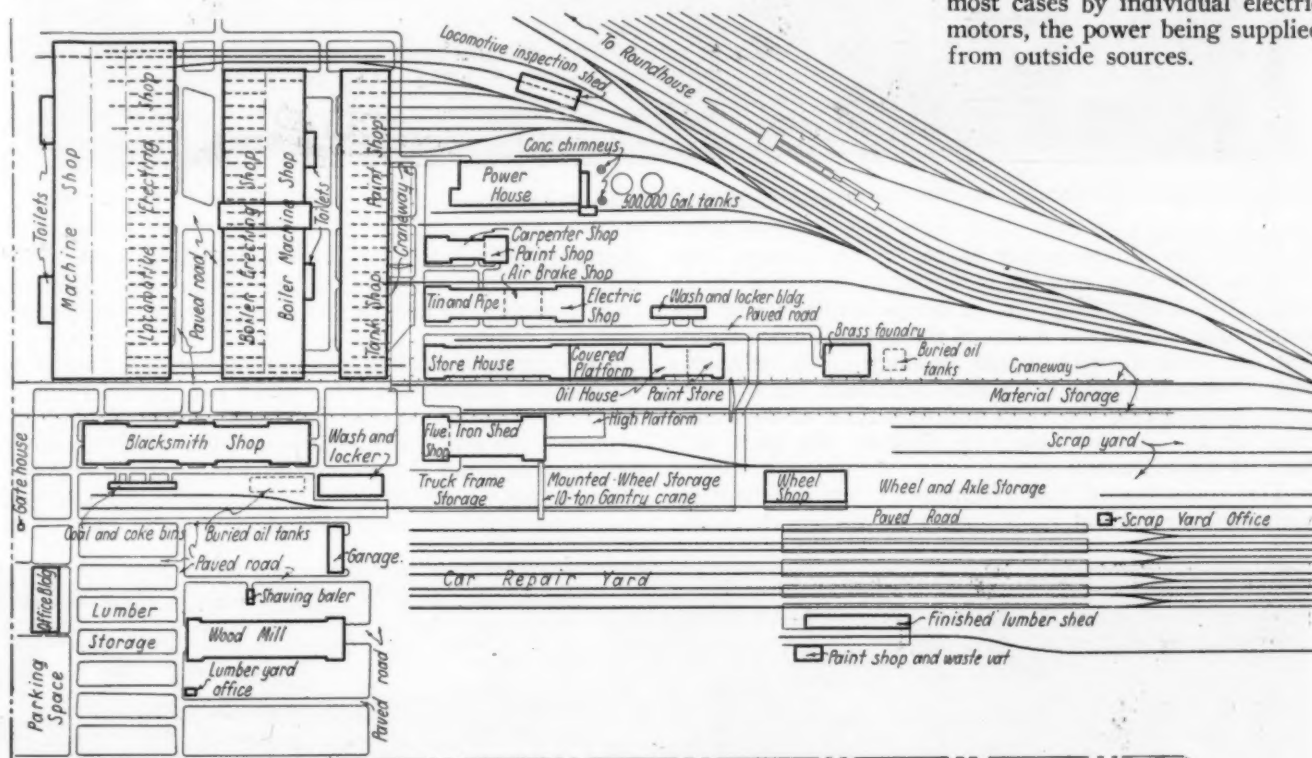 most cases by individual electric
motors, the power being supplied
from outside sources.
To Roundhouse
Locomotive inspection shed
Toilets
Toilets
Machine Shop
Locomotive Erecting Shop
Paved road
Boiler Erecting Shop
Boiler Machine Shop
Toilets
Paint Shop
Tank Shop
Craneway
Conc. chimneys
Power
House
500,000 Gal. tanks
Carpenter Shop
Paint Shop
Air Brake Shop
Tin and Pipe
Electric
Shop
Wash and locker bldg.
Paved road
Brass foundry
Buried oil
tanks
Store House
Covered
Platform
Oil House
Paint Store
Craneway
Material Storage
High Platform
Flue
Shop
Iron Shed
Scrap yard
Blacksmith Shop
Wash and
locker
Truck Frame
Storage
Mounted-Wheel Storage
10-ton Gantry crane
Wheel
Shop
Wheel and Axle Storage
Gatehouse
Coal and coke bins
Buried oil tanks
Paved road
Garage.
Paved Road
Scrap Yard Office
Car Repair Yard
Office Bldg
Lumber
Storage
Shaving baler
Wood Mill
Finished lumber shed
Paint shop and waste vat
Lumber yard
office
Paved road
Parking
Space